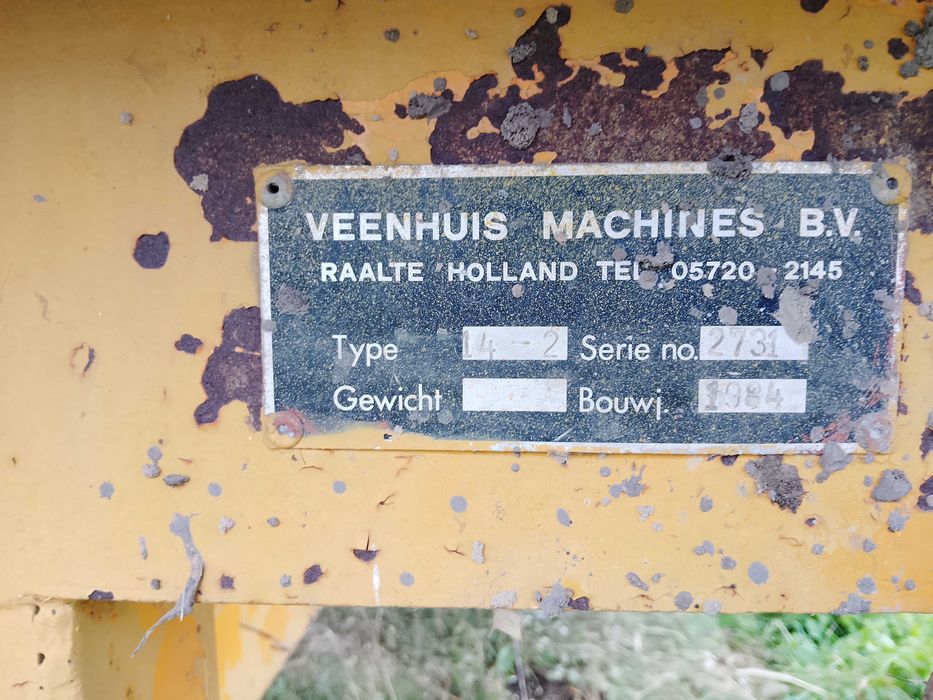 VEENHUIS MACHINES B.V.
RAALTE HOLLAND TEL 05720 - 2145
Type 14 - 2 Serie no. 2731
Gewicht Bouwj. 1984